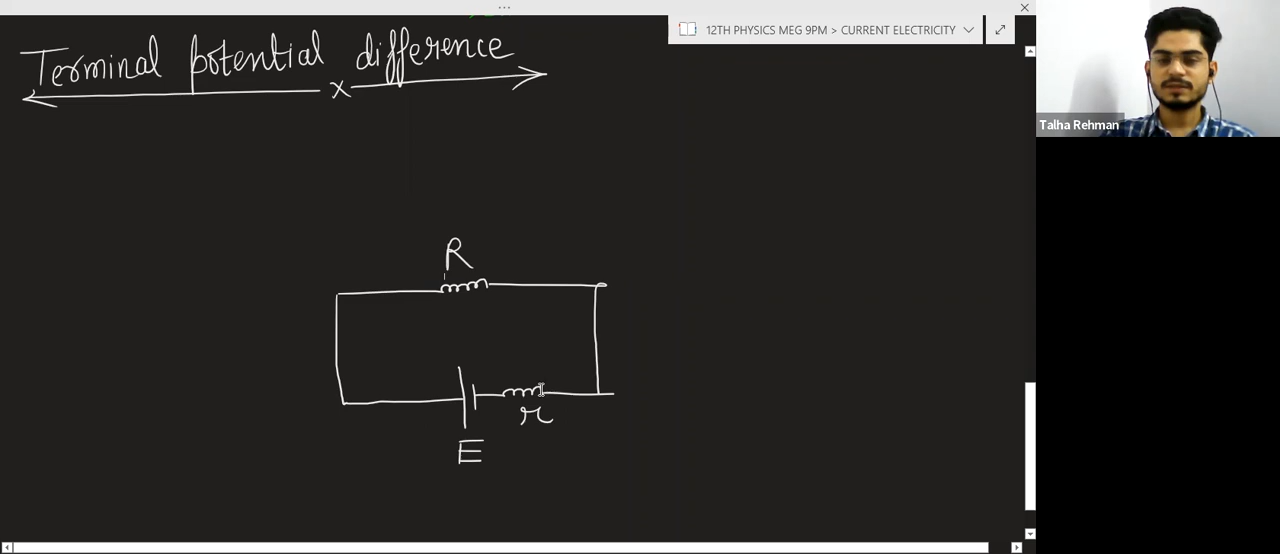 12TH PHYSICS MEG 9PM > CURRENT ELECTRICITY
Terminal potential difference
x
Talha Rehman
R
r
E